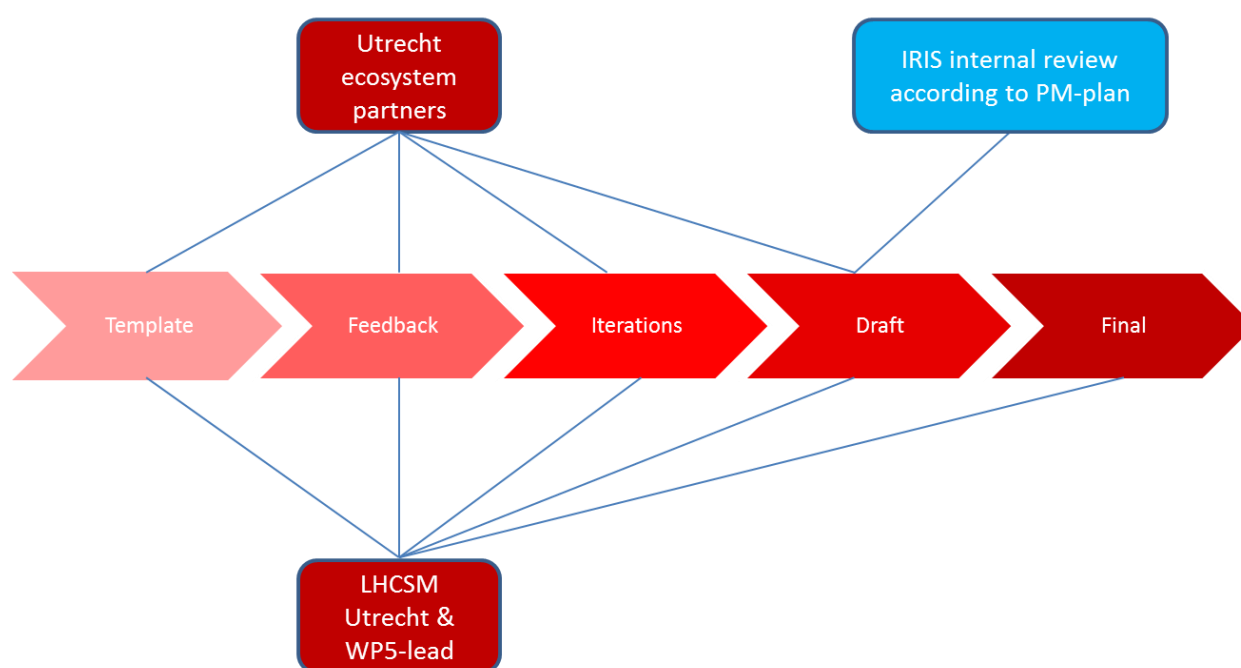 Utrecht
ecosystem
partners
IRIS internal review
according to PM-plan
Template
Feedback
Iterations
Draft
Final
LHCSM
Utrecht &
WP5-lead